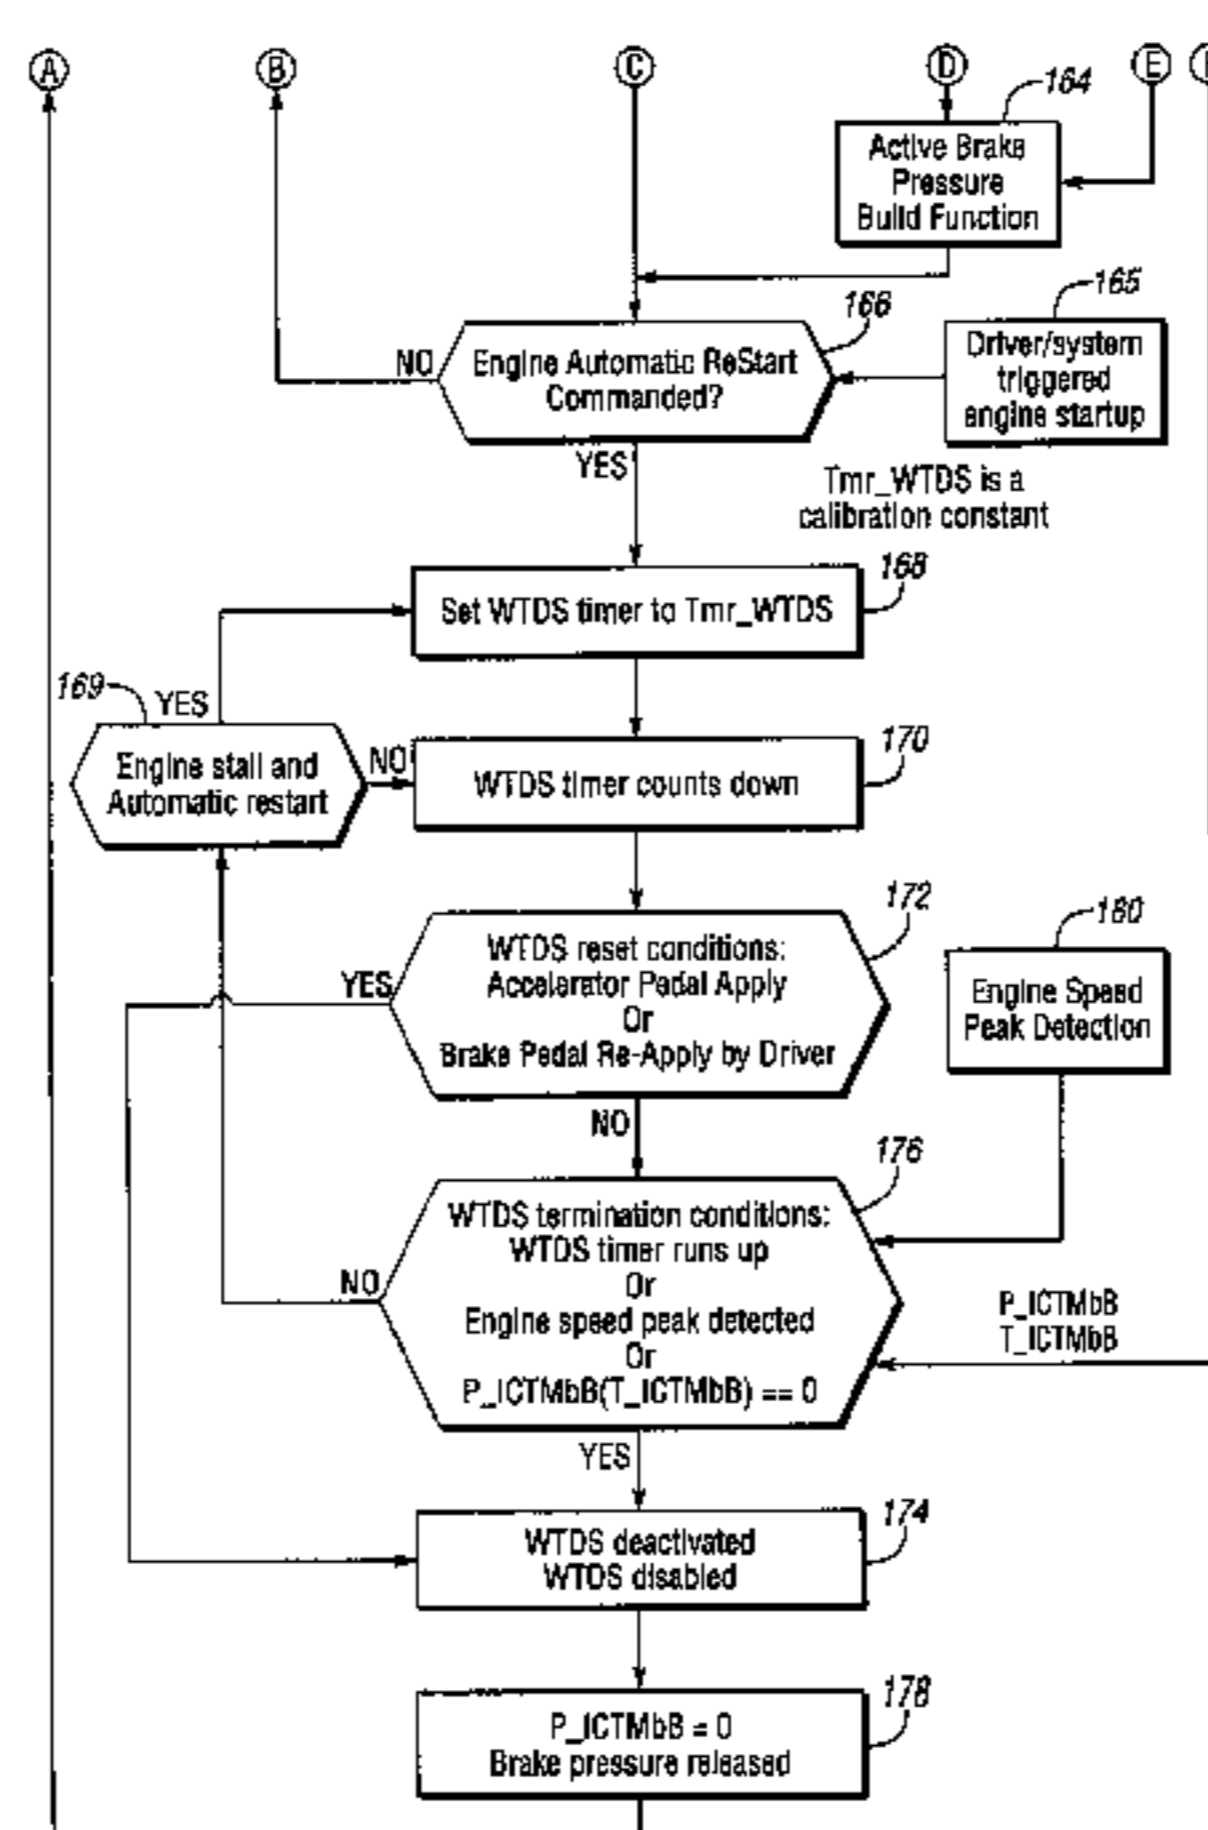 A
B
C
D
E
164
Active Brake
Pressure
Build Function
165
166
Driver/system
triggered
engine startup
NO
Engine Automatic ReStart
Commanded?
YES
Tmr_WTDS is a
calibration constant
168
Set WTDS timer to Tmr_WTDS
169
YES
Engine stall and
Automatic restart
NO
170
WTDS timer counts down
172
WTDS reset conditions:
Accelerator Pedal Apply
Or
Brake Pedal Re-Apply by Driver
YES
180
Engine Speed
Peak Detection
NO
176
WTDS termination conditions:
WTDS timer runs up
Or
Engine speed peak detected
Or
P_ICTMbB(T_ICTMbB) == 0
NO
P_ICTMbB
T_ICTMbB
YES
174
WTDS deactivated
WTDS disabled
178
P_ICTMbB = 0
Brake pressure released